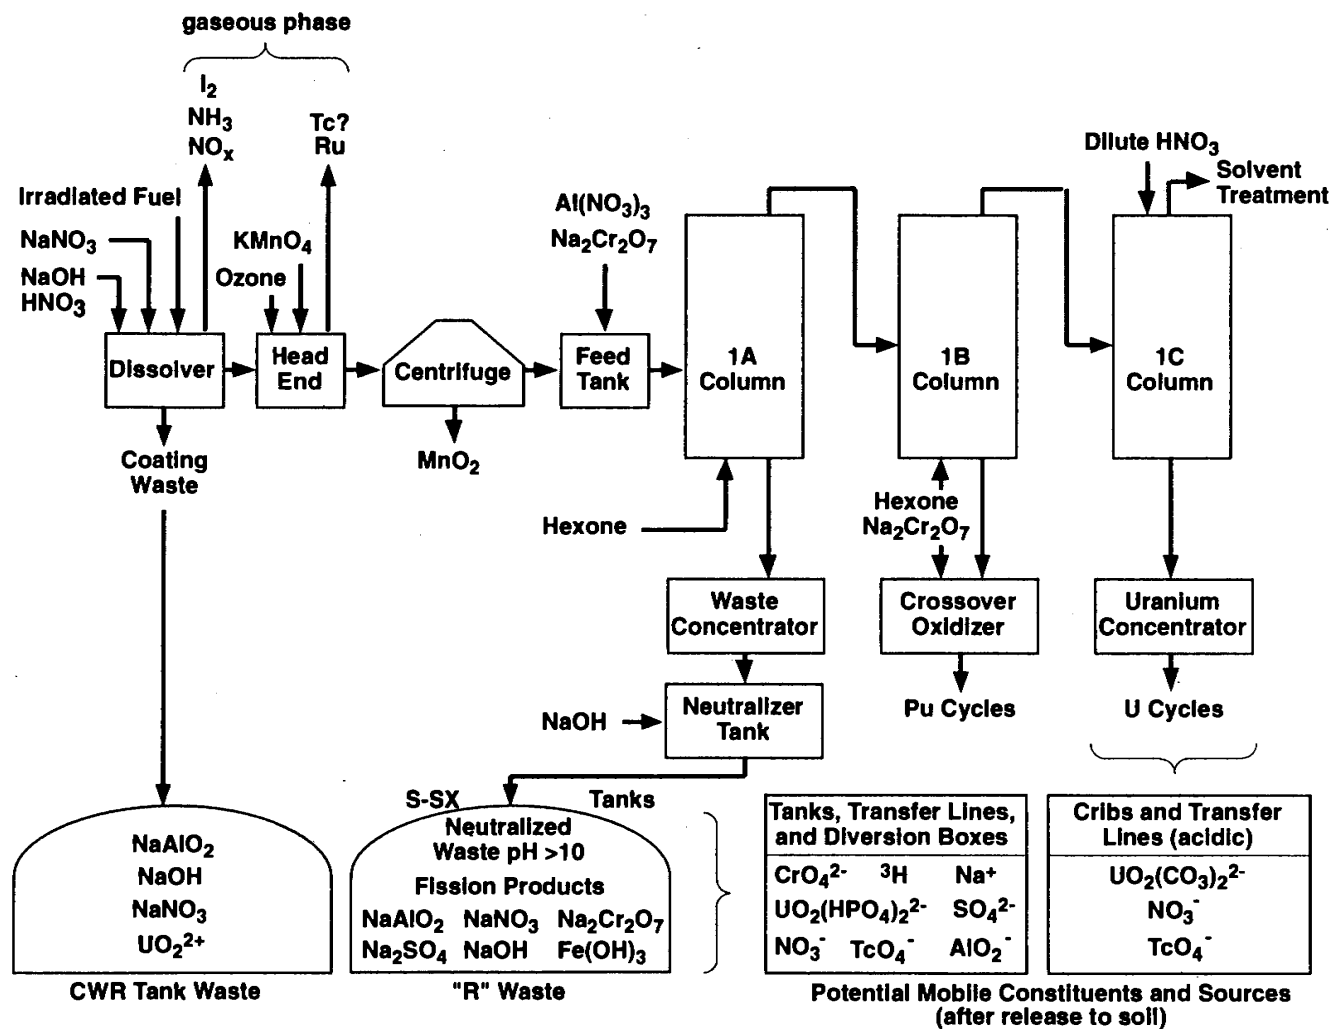 gaseous phase
I2
NH3
NOx
Tc?
Ru
Irradiated Fuel
NaNO3
NaOH
HNO3
KMnO4
Ozone
Al(NO3)3
Na2Cr2O7
Dilute HNO3
Solvent
Treatment
Dissolver
Head
End
Centrifuge
Feed
Tank
1A
Column
1B
Column
1C
Column
Coating
Waste
MnO2
Hexone
Hexone
Na2Cr2O7
Waste
Concentrator
Crossover
Oxidizer
Uranium
Concentrator
NaOH
Neutralizer
Tank
Pu Cycles
U Cycles
S-SX Tanks
NaAlO2
NaOH
NaNO3
UO2^2+
CWR Tank Waste
Neutralized
Waste pH >10
Fission Products
NaAlO2 NaNO3 Na2Cr2O7
Na2SO4 NaOH Fe(OH)3
"R" Waste
Tanks, Transfer Lines,
and Diversion Boxes
CrO4^2- ^3H Na^+
UO2(HPO4)2^2- SO4^2-
NO3^- TcO4^- AlO2^-
Cribs and Transfer
Lines (acidic)
UO2(CO3)2^2-
NO3^-
TcO4^-
Potential Mobile Constituents and Sources
(after release to soil)